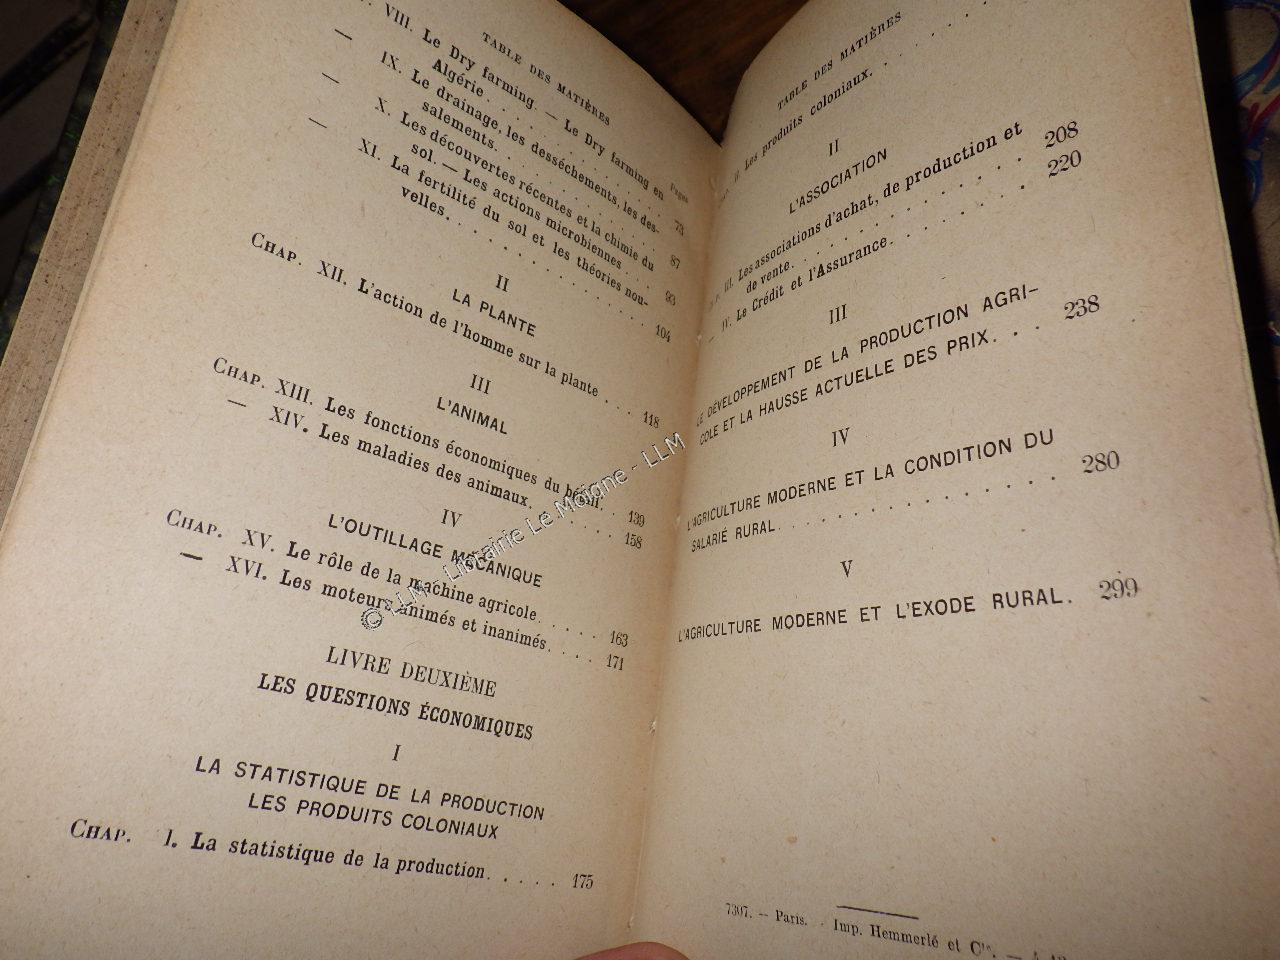 TABLE DES MATIÈRES
Pages
VIII. Le Dry farming. — Le Dry farming en
Algérie. . . . . . . . . . 73
— IX. Le drainage, les desséchements, les des-
salements. . . . . . . . . . 87
— X. Les découvertes récentes et la chimie du
sol. — Les actions microbiennes . . . 93
— XI. La fertilité du sol et les théories nou-
velles. . . . . . . . . . 104
II
LA PLANTE
CHAP. XII. L'action de l'homme sur la plante . . . 118
III
L'ANIMAL
CHAP. XIII. Les fonctions économiques du bétail. . 139
— XIV. Les maladies des animaux. . . . . . 158
IV
L'OUTILLAGE MÉCANIQUE
CHAP. XV. Le rôle de la machine agricole. . . . . . 163
— XVI. Les moteurs animés et inanimés. . . . . 171
LIVRE DEUXIÈME
LES QUESTIONS ÉCONOMIQUES
I
LA STATISTIQUE DE LA PRODUCTION
LES PRODUITS COLONIAUX
CHAP. I. La statistique de la production. . . . . . 175
TABLE DES MATIÈRES
II. Les produits coloniaux. . . . . . .
II
L'ASSOCIATION
III. Les associations d'achat, de production et
de vente. . . . . . . . . . 208
— IV. Le Crédit et l'Assurance. . . . . . . 220
III
LE DÉVELOPPEMENT DE LA PRODUCTION AGRI-
COLE ET LA HAUSSE ACTUELLE DES PRIX. . . . 238
IV
L'AGRICULTURE MODERNE ET LA CONDITION DU
SALARIÉ RURAL. . . . . . . . . . . 280
V
L'AGRICULTURE MODERNE ET L'EXODE RURAL. 299
7307. — Paris. - Imp. Hemmerlé et Cie. —
© LLM - Librairie Le Moigne - LLM